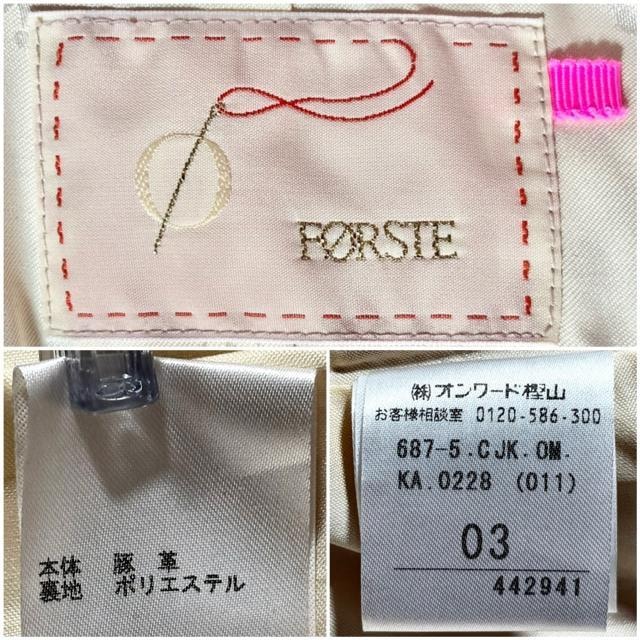 FØRSTE
本体 豚 革
裏地 ポリエステル
㈱オンワード樫山
お客様相談室 0120-586-300
687-5.CJK.OM.
KA.0228 (011)
03
442941